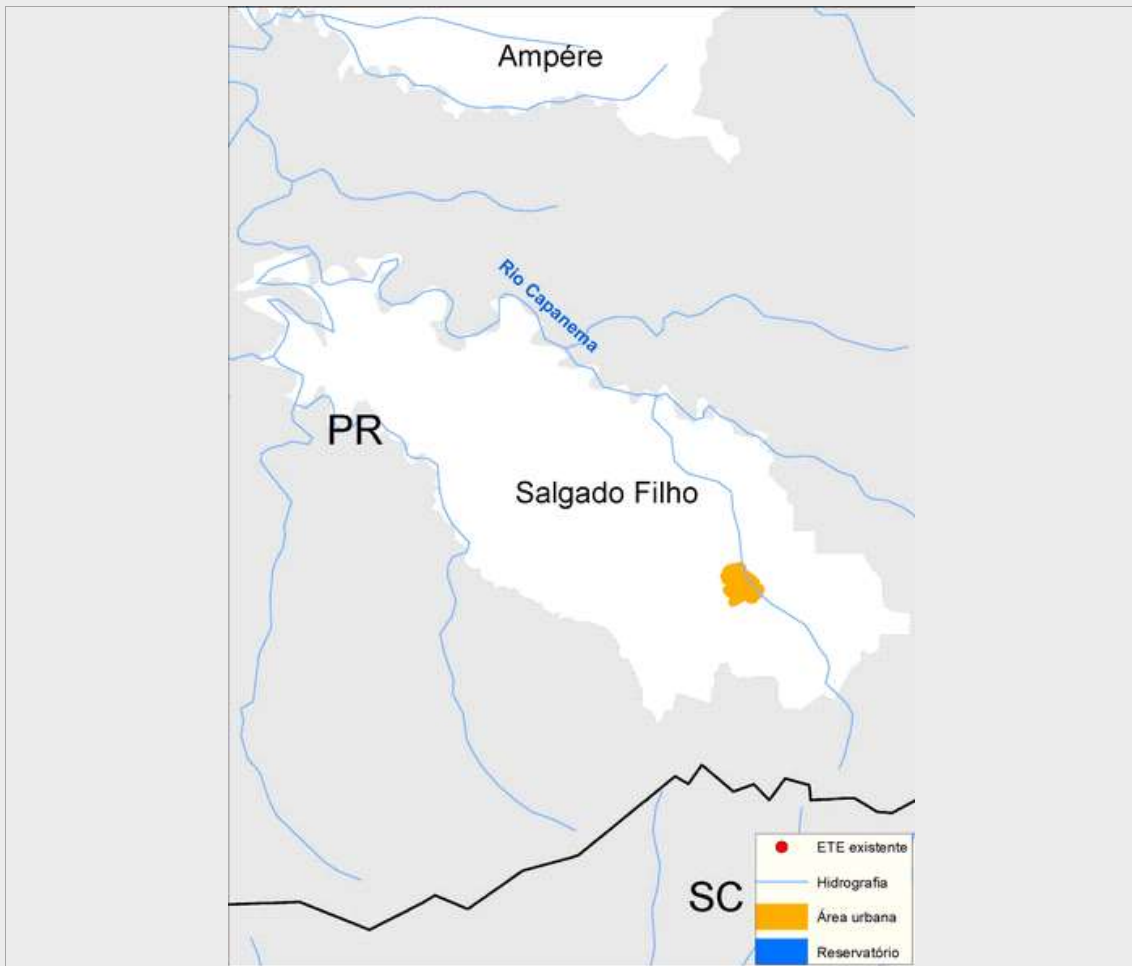 Ampére
Rio Capanema
PR
Salgado Filho
SC
ETE existente
Hidrografia
Área urbana
Reservatório